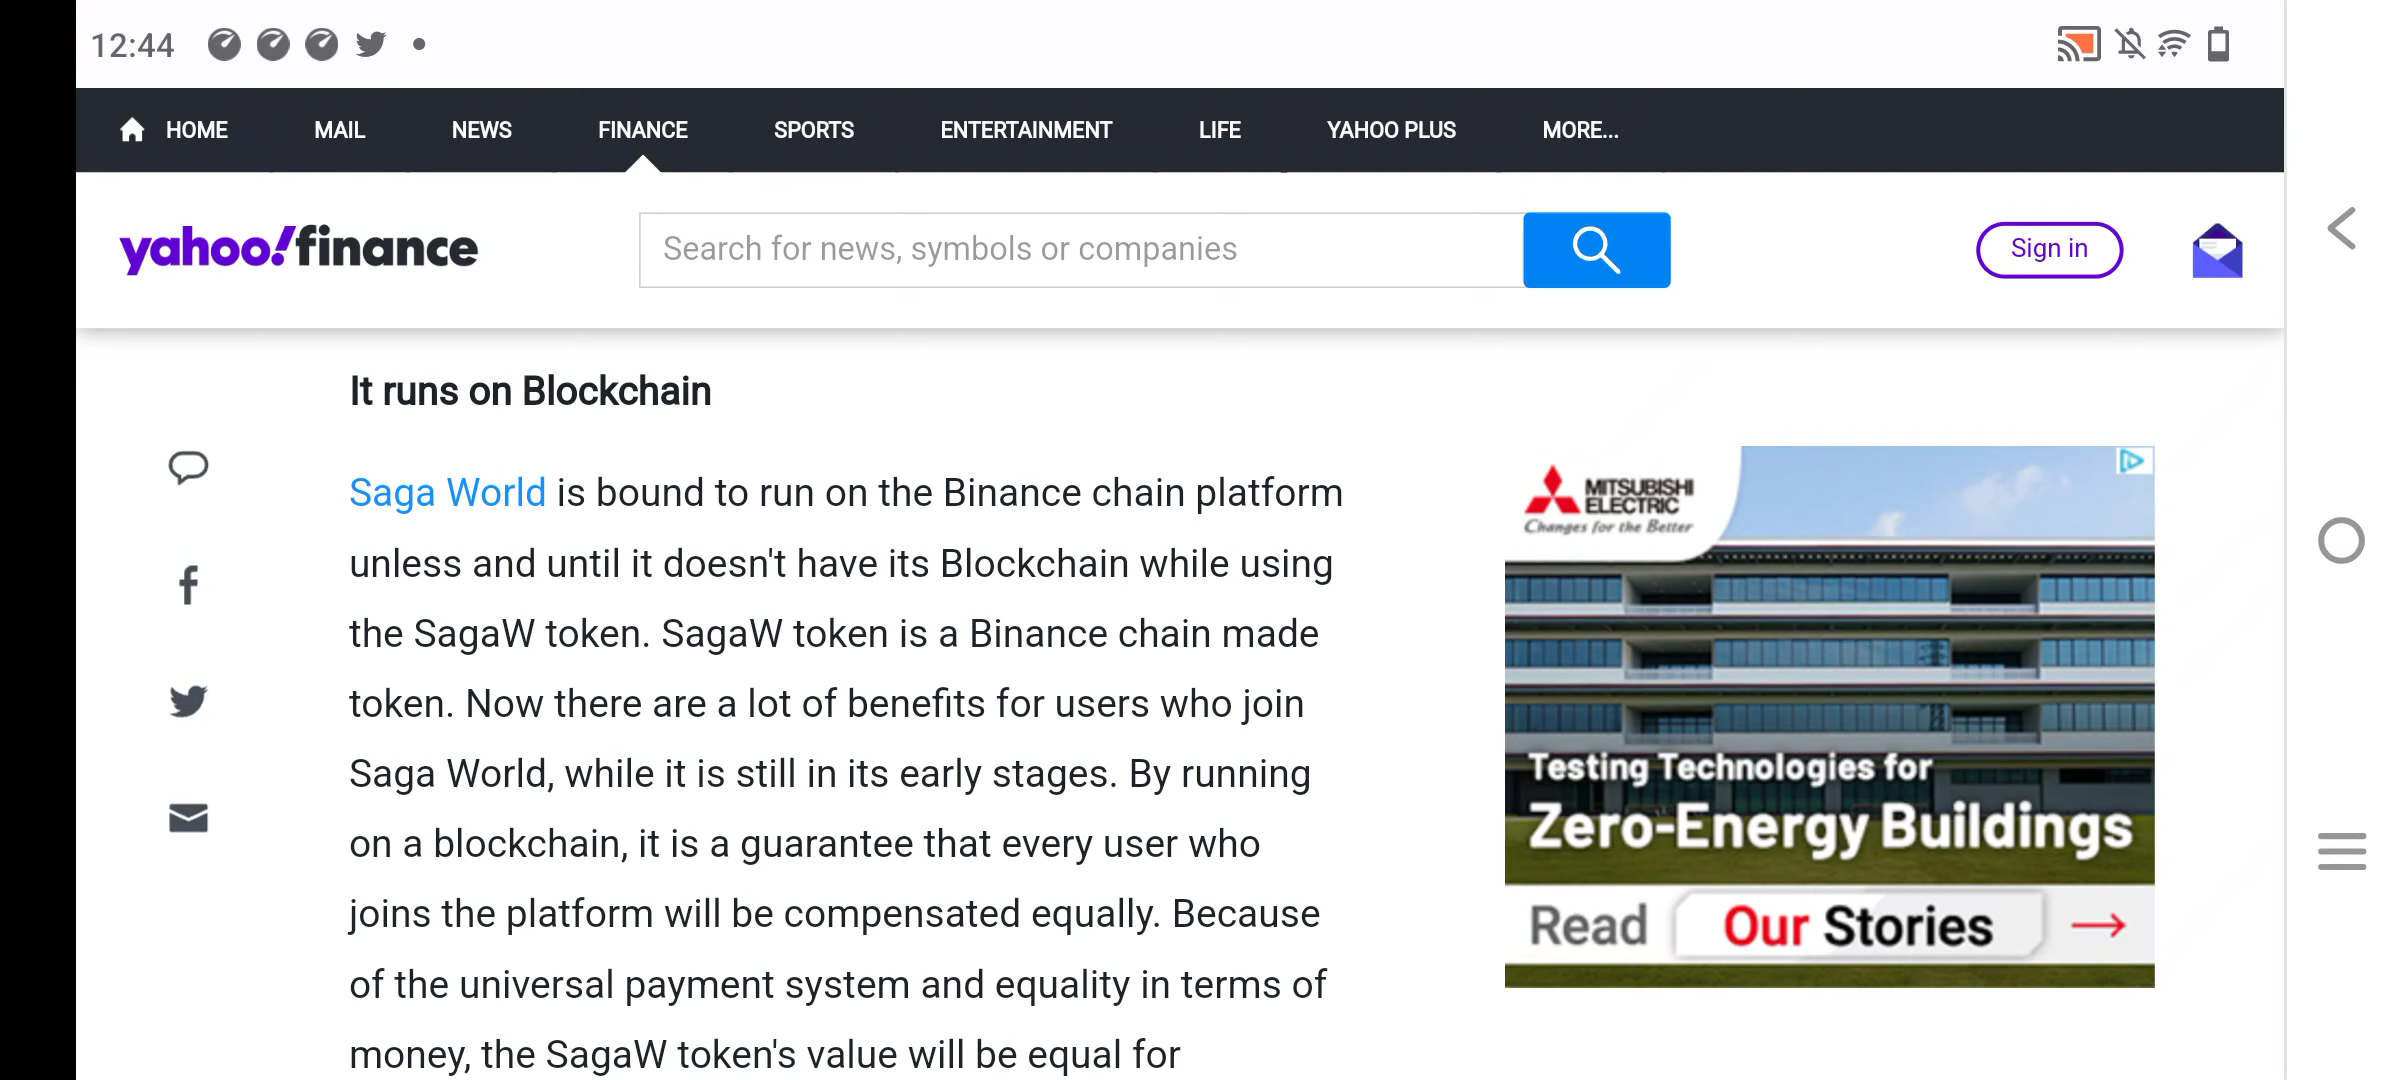 12:44
HOME MAIL NEWS FINANCE SPORTS ENTERTAINMENT LIFE YAHOO PLUS MORE...
yahoo!finance
Search for news, symbols or companies
Sign in
It runs on Blockchain
Saga World is bound to run on the Binance chain platform
unless and until it doesn't have its Blockchain while using
the SagaW token. SagaW token is a Binance chain made
token. Now there are a lot of benefits for users who join
Saga World, while it is still in its early stages. By running
on a blockchain, it is a guarantee that every user who
joins the platform will be compensated equally. Because
of the universal payment system and equality in terms of
money, the SagaW token's value will be equal for
MITSUBISHI
ELECTRIC
Changes for the Better
Testing Technologies for
Zero-Energy Buildings
Read Our Stories